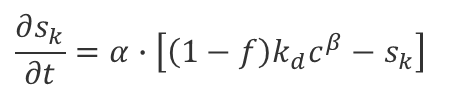 ∂s_k/∂t = α · [(1 − f)k_d c^β − s_k]